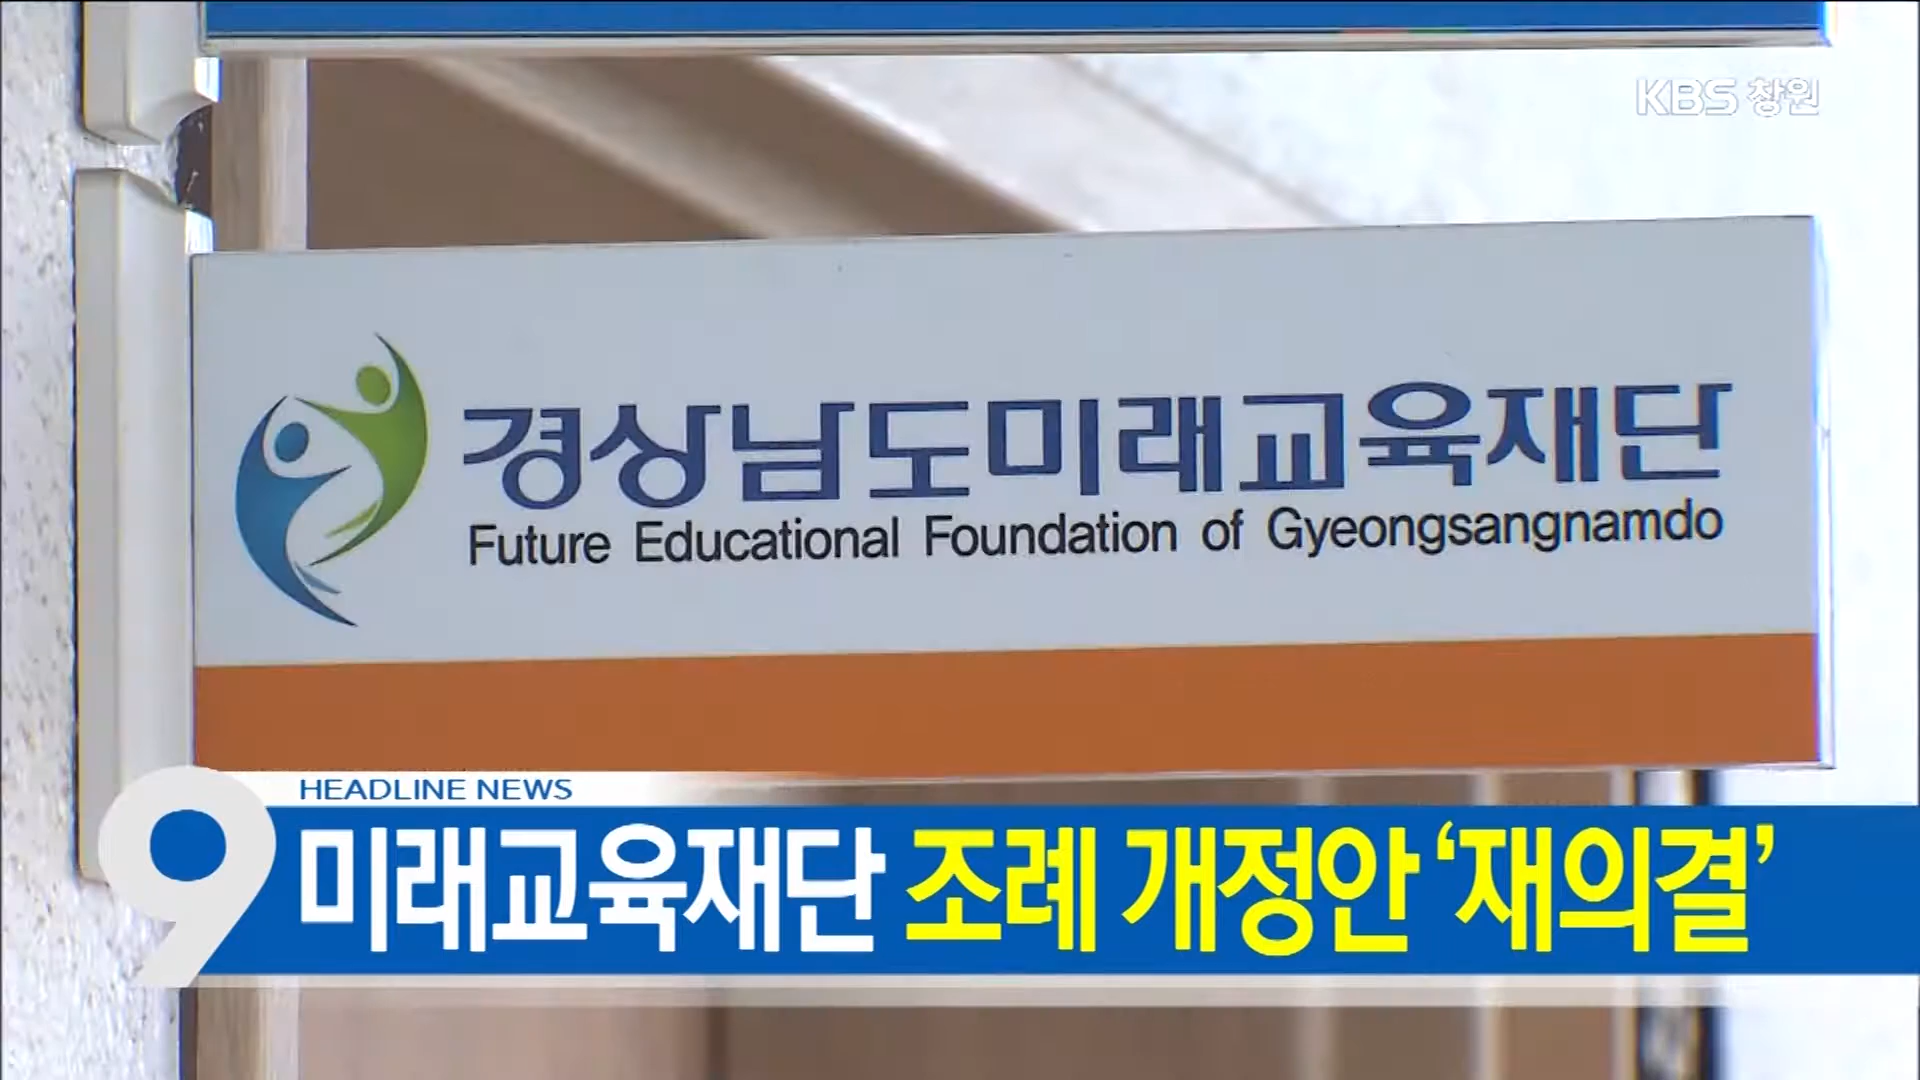 KBS 창원
경상남도미래교육재단
Future Educational Foundation of Gyeongsangnamdo
HEADLINE NEWS
9
미래교육재단 조례 개정안 ‘재의결’